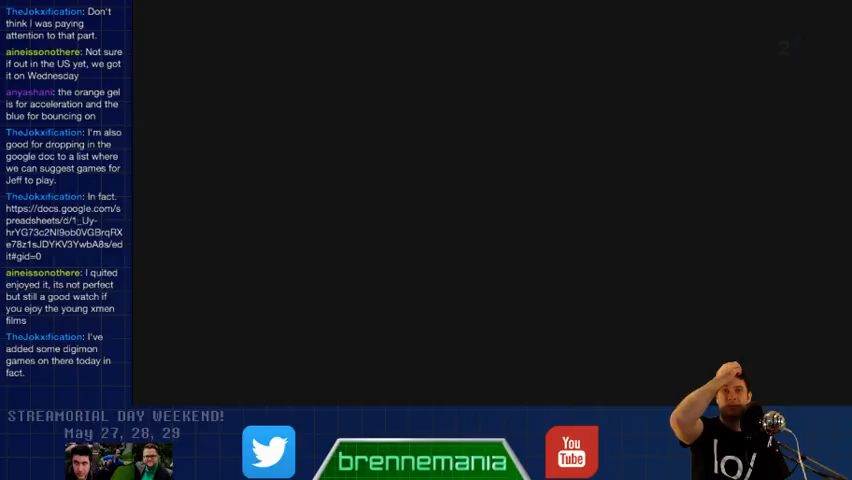 TheJokxification: Don't
think I was paying
attention to that part.
aineissonothere: Not sure
if out in the US yet, we got
it on Wednesday
anyashani: the orange gel
is for acceleration and the
blue for bouncing on
TheJokxification: I'm also
good for dropping in the
google doc to a list where
we can suggest games for
Jeff to play.
TheJokxification: In fact.
https://docs.google.com/s
preadsheets/d/1_Uy-
hrYG73c2NI9ob0VGBrqRX
e78z1sJDYKV3YwbA8s/ed
it#gid=0
aineissonothere: I quited
enjoyed it, its not perfect
but still a good watch if
you ejoy the young xmen
films
TheJokxification: I've
added some digimon
games on there today in
fact.
STREAMORIAL DAY WEEKEND!
May 27, 28, 29
brennemania
You
Tube
lol